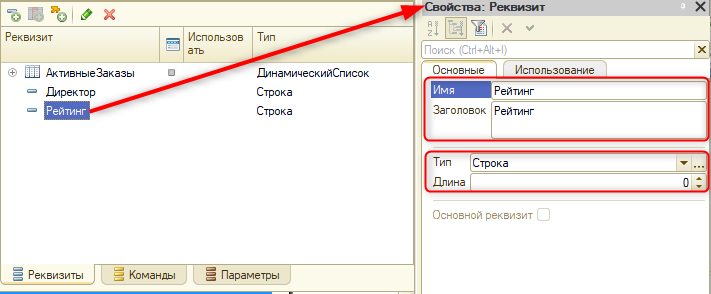 Свойства: Реквизит
Реквизит
Использовать
Тип
АктивныеЗаказы
ДинамическийСписок
Директор
Строка
Рейтинг
Строка
Реквизиты
Команды
Параметры
Поиск (Ctrl+Alt+I)
Основные
Использование
Имя
Рейтинг
Заголовок
Рейтинг
Тип
Строка
...
Длина
0
Основной реквизит